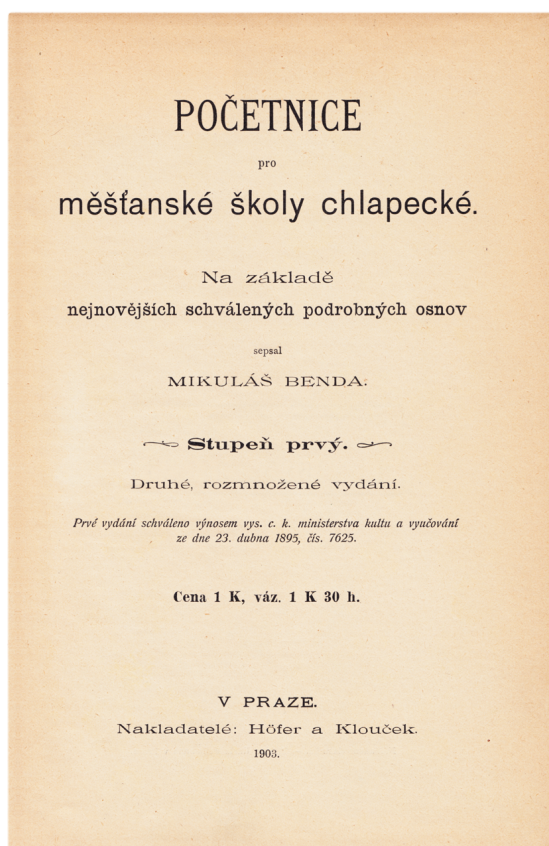 POČETNICE
pro
měšťanské školy chlapecké.
Na základě
nejnovějších schválených podrobných osnov
sepsal
MIKULÁŠ BENDA.
Stupeň prvý.
Druhé, rozmnožené vydání.
Prvé vydání schváleno výnosem vys. c. k. ministerstva kultu a vyučování
ze dne 23. dubna 1895, čís. 7625.
Cena 1 K, váz. 1 K 30 h.
V PRAZE.
Nakladatelé: Höfer a Klouček.
1903.